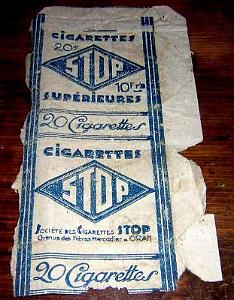 CIGARETTES
20 10 Frs
STOP
SUPÉRIEURES
20 Cigarettes
CIGARETTES
STOP
SOCIÉTÉ DES CIGARETTES STOP
Avenue des Frères Mercadier - ORAN
20 Cigarettes